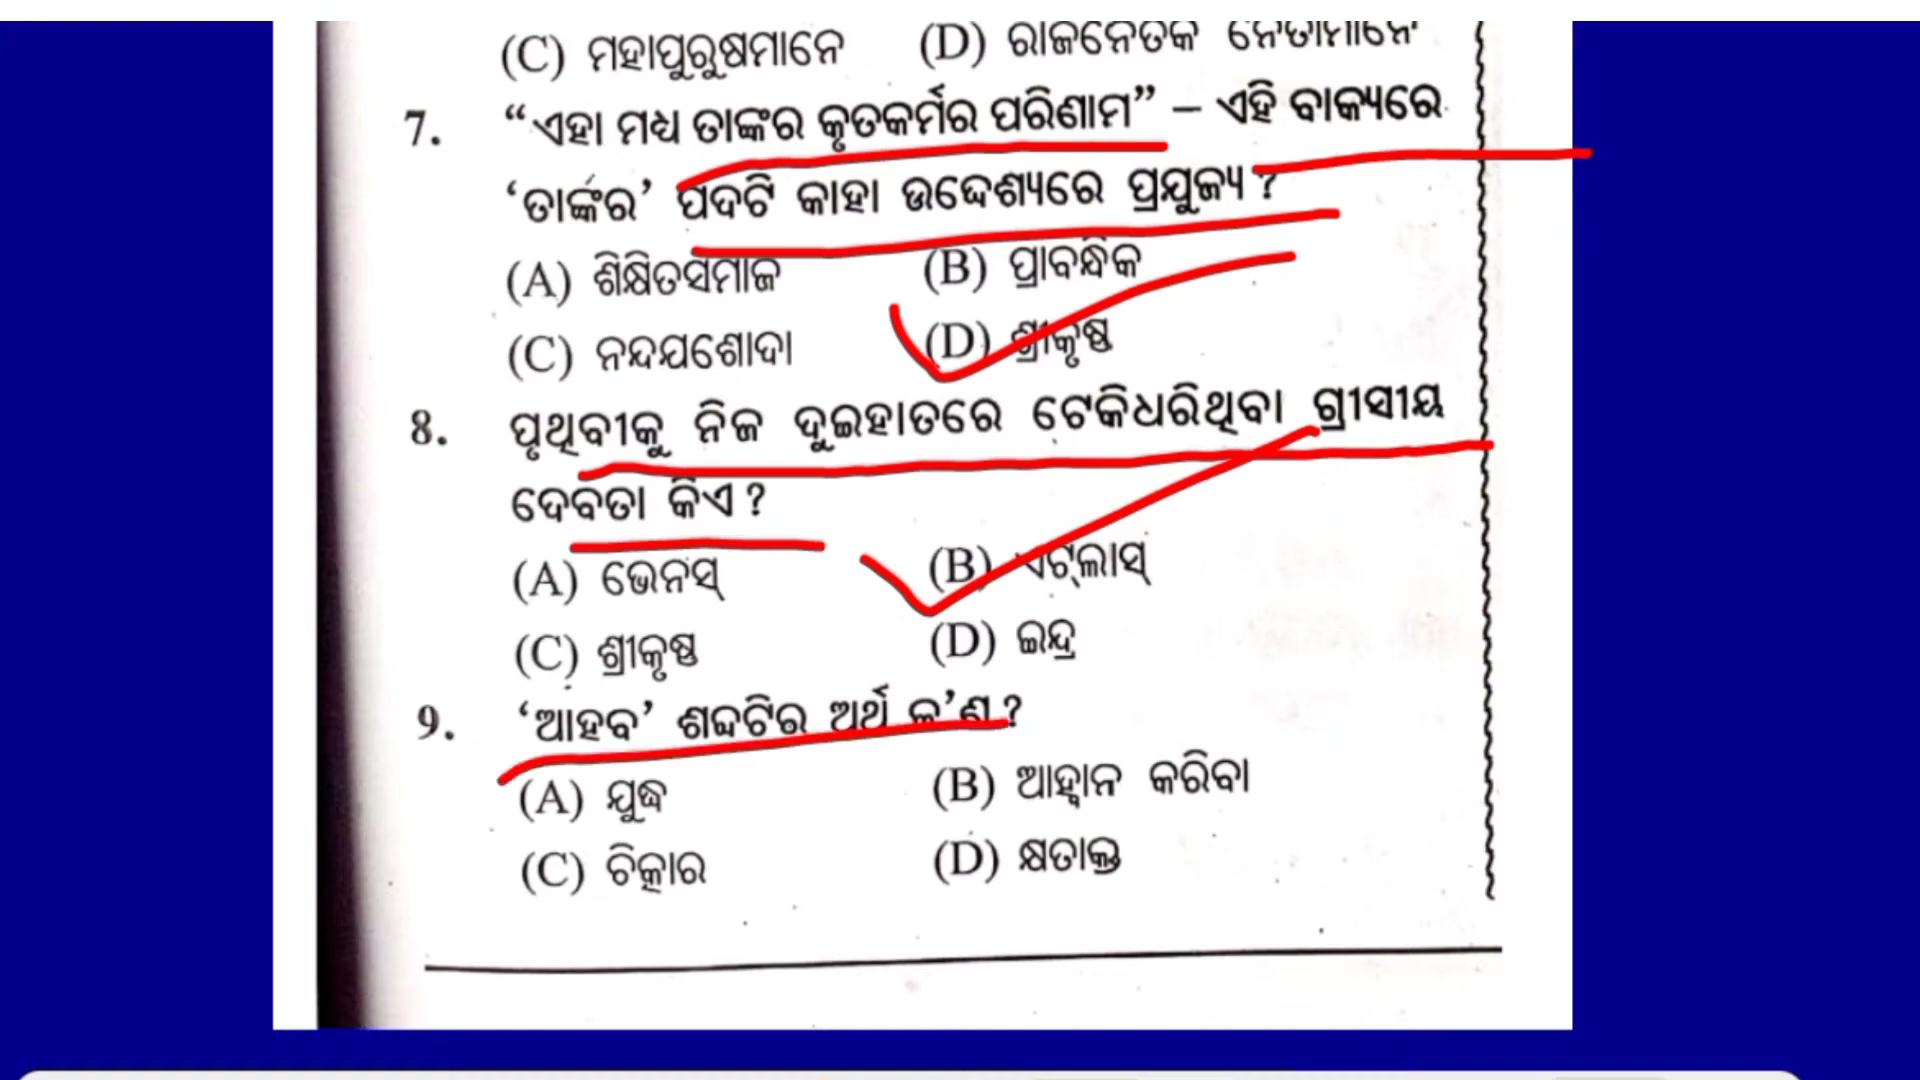 (C) ମହାପୁରୁଷମାନେ (D) ରାଜନୈତିକ ନେତାମାନେ
7. “ଏହା ମଧ୍ୟ ତାଙ୍କର କୃତକର୍ମର ପରିଣାମ” – ଏହି ବାକ୍ୟରେ
‘ତାଙ୍କର’ ପଦଟି କାହା ଉଦ୍ଦେଶ୍ୟରେ ପ୍ରଯୁଜ୍ୟ ?
(A) ଶିକ୍ଷିତସମାଜ (B) ପ୍ରାବନ୍ଧିକ
(C) ନନ୍ଦଯଶୋଦା (D) ଶ୍ରୀକୃଷ୍ଣ
8. ପୃଥିବୀକୁ ନିଜ ଦୁଇହାତରେ ଟେକିଧରିଥିବା ଗ୍ରୀସୀୟ
ଦେବତା କିଏ ?
(A) ଭେନସ୍ (B) ଏଟ୍‌ଲାସ୍
(C) ଶ୍ରୀକୃଷ୍ଣ (D) ଇନ୍ଦ୍ର
9. ‘ଆହବ’ ଶବ୍ଦଟିର ଅର୍ଥ କ’ଣ ?
(A) ଯୁଦ୍ଧ (B) ଆହ୍ୱାନ କରିବା
(C) ଚିତ୍କାର (D) କ୍ଷତାକ୍ତ